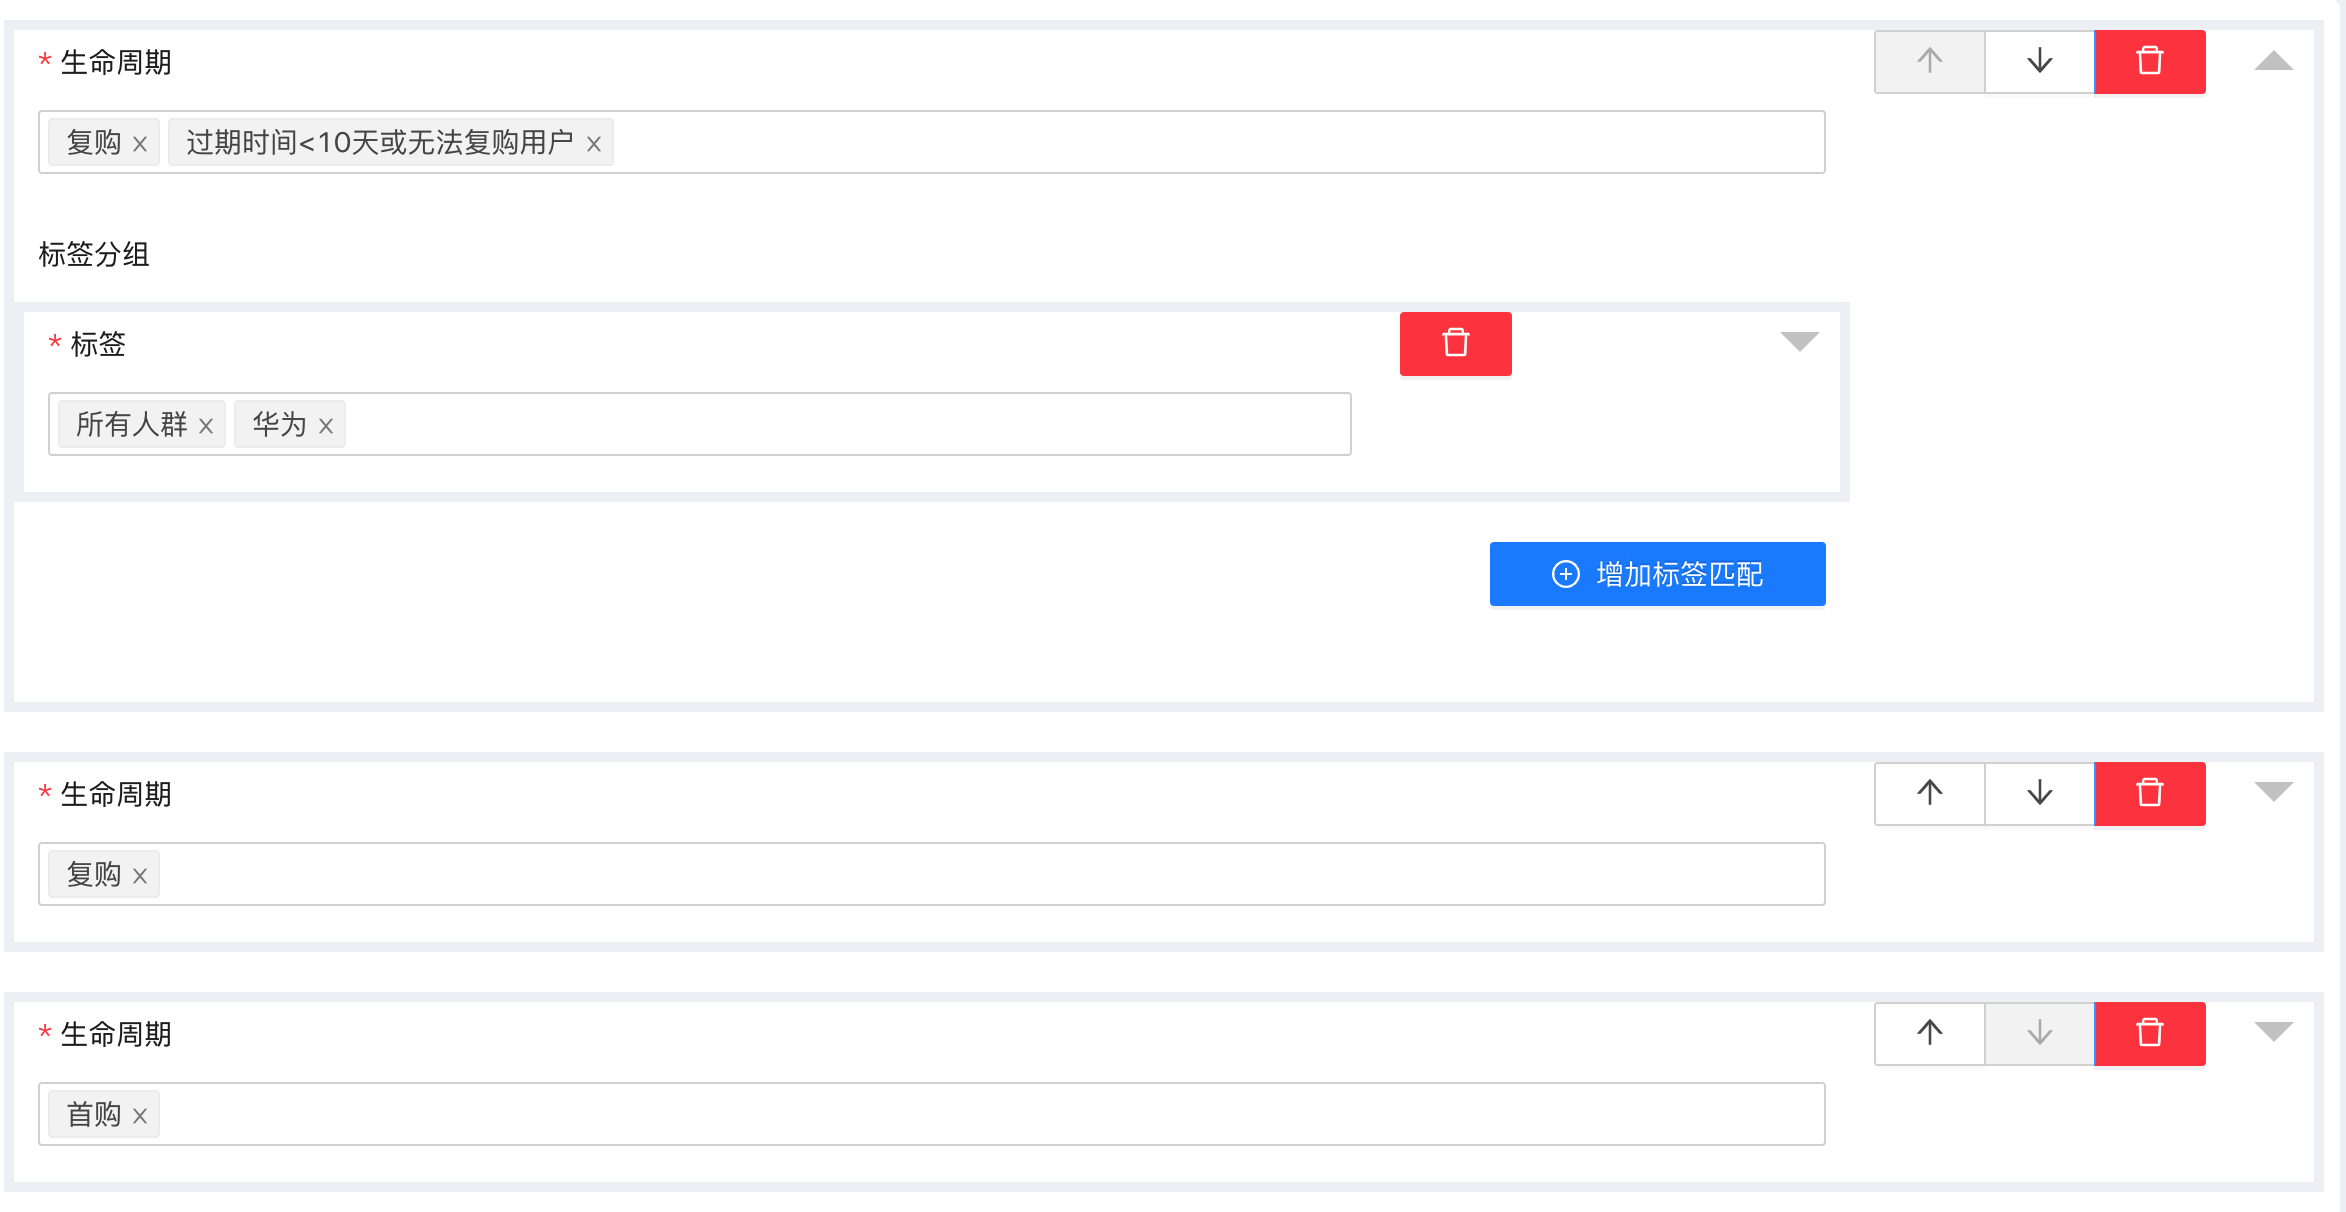 * 生命周期
复购 x 过期时间<10天或无法复购用户 x
标签分组
* 标签
所有人群 x 华为 x
增加标签匹配
* 生命周期
复购 x
* 生命周期
首购 x